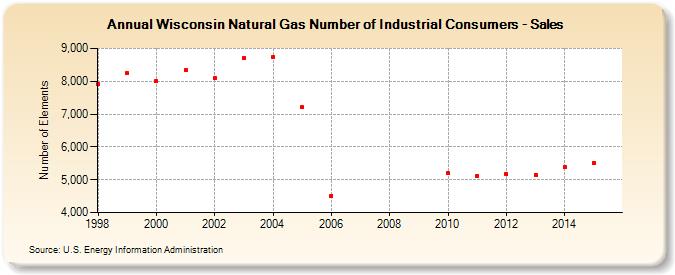 Annual Wisconsin Natural Gas Number of Industrial Consumers - Sales
Number of Elements
9,000
8,000
7,000
6,000
5,000
4,000
1998 2000 2002 2004 2006 2008 2010 2012 2014
Source: U.S. Energy Information Administration